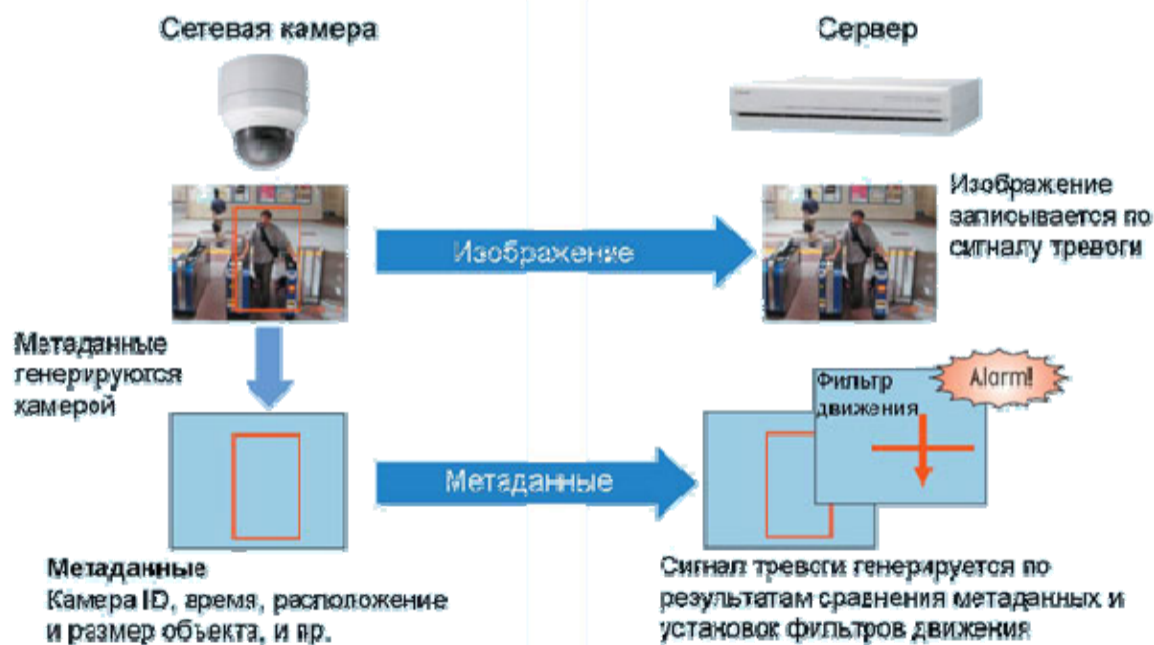 Сетевая камера
Сервер
Изображение
Изображение
записывается по
сигналу тревоги
Метаданные
генерируются
камерой
Фильтр
движения
Alarm!
Метаданные
Метаданные
Камера ID, время, расположение
и размер объекта, и пр.
Сигнал тревоги генерируется по
результатам сравнения метаданных и
установок фильтров движения